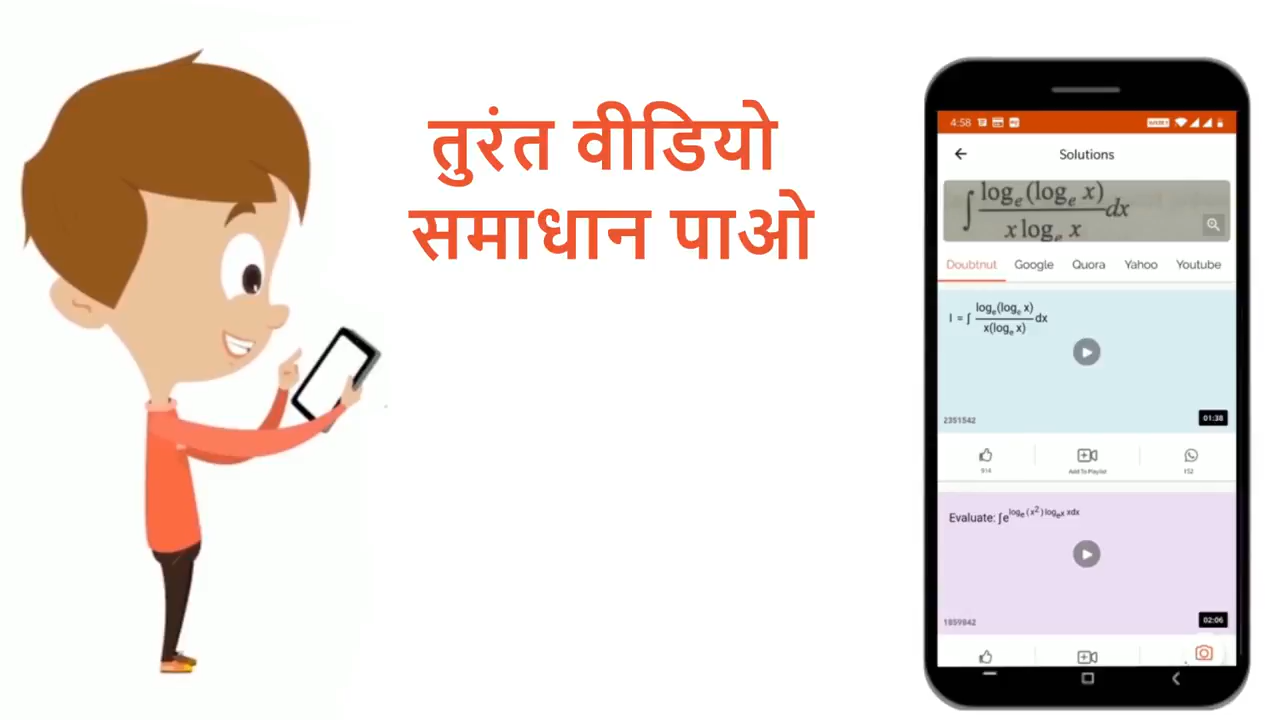 तुरंत वीडियो
समाधान पाओ
4:58
Solutions
∫ log_e (log_e x) / x log_e x dx
Doubtnut Google Quora Yahoo Youtube
I = ∫ log_e(log_e x) / x(log_e x) dx
2351542 01:38
914 Add To Playlist 152
Evaluate: ∫e^log_e (x^2) log_e x xdx
1859842 02:06